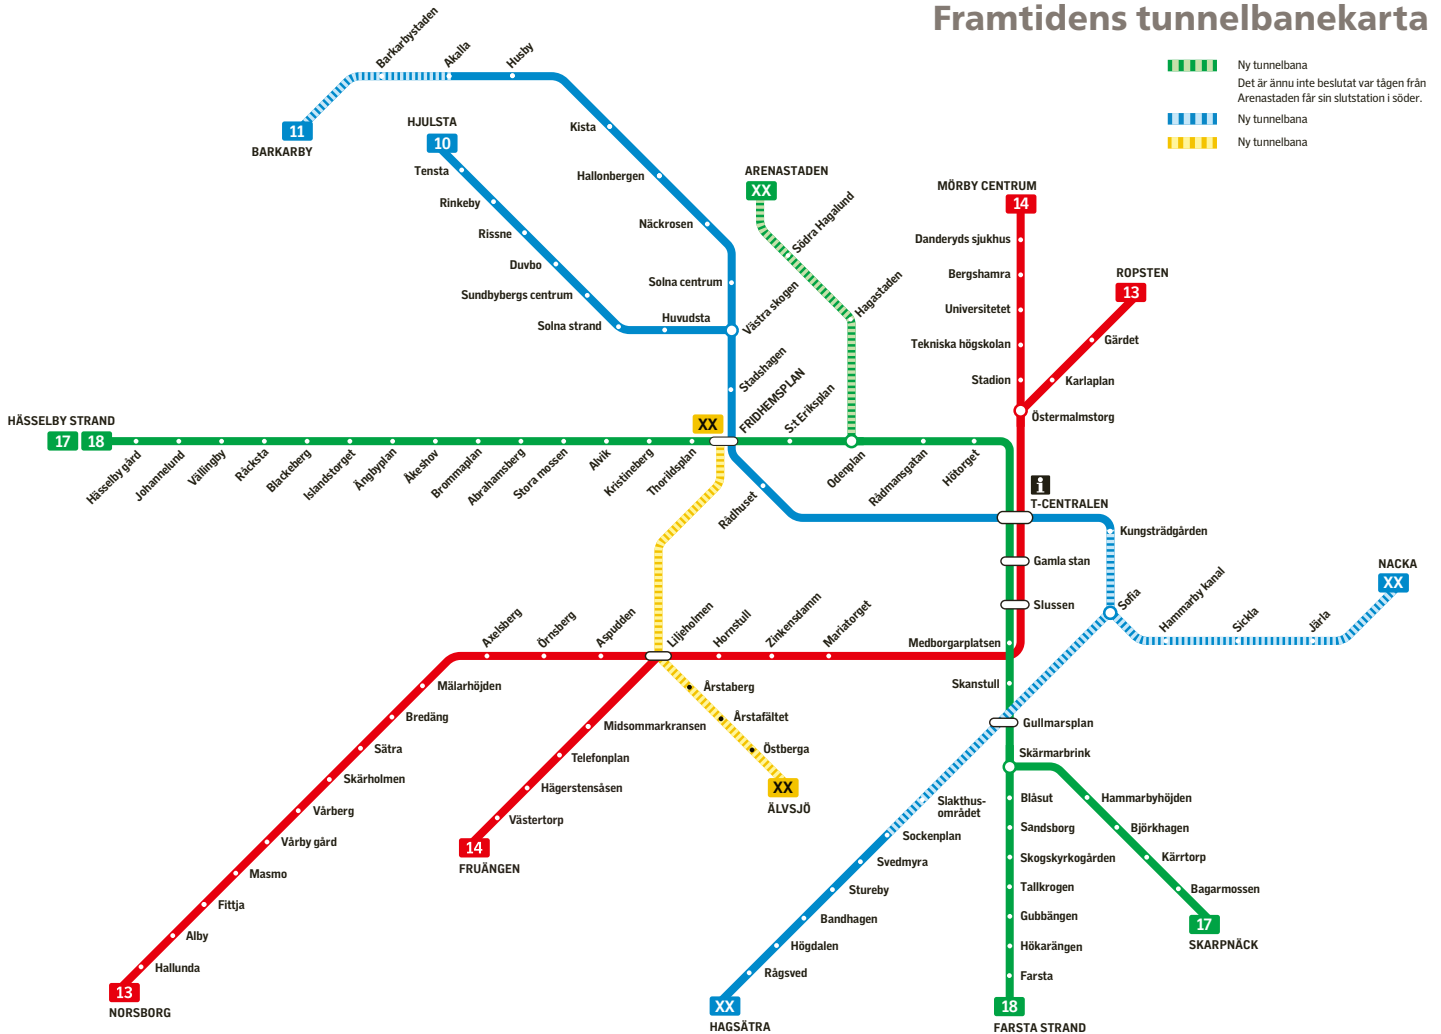 Framtidens tunnelbanekarta
Ny tunnelbana
Det är ännu inte beslutat var tågen från
Arenastaden får sin slutstation i söder.
Ny tunnelbana
Ny tunnelbana
Barkarbystaden
Akalla
Husby
11
BARKARBY
HJULSTA
10
Kista
Tensta
Hallonbergen
Rinkeby
Näckrosen
Rissne
Duvbo
Solna centrum
Sundbybergs centrum
Huvudsta
Solna strand
Västra skogen
Stadshagen
FRIDHEMSPLAN
XX
ARENASTADEN
XX
Södra Hagalund
Hagastaden
S:t Eriksplan
MÖRBY CENTRUM
14
Danderyds sjukhus
Bergshamra
ROPSTEN
13
Universitetet
Tekniska högskolan
Gärdet
Stadion
Karlaplan
Östermalmstorg
HÄSSELBY STRAND
17
18
Hässelby gård
Johannelund
Vällingby
Råcksta
Blackeberg
Islandstorget
Ängbyplan
Åkeshov
Brommaplan
Abrahamsberg
Stora mossen
Alvik
Kristineberg
Thorildsplan
Rådhuset
Odenplan
Rådmansgatan
Hötorget
i
T-CENTRALEN
Kungsträdgården
Gamla stan
Slussen
NACKA
XX
Sofia
Hammarby kanal
Sickla
Järla
Axelsberg
Örnsberg
Aspudden
Liljeholmen
Hornstull
Zinkensdamm
Mariatorget
Medborgarplatsen
Mälarhöjden
Årstaberg
Skanstull
Bredäng
Årstafältet
Midsommarkransen
Gullmarsplan
Sätra
Östberga
Telefonplan
Skärmarbrink
Skärholmen
Hägerstensåsen
XX
ÄLVSJÖ
Vårberg
Västertorp
Slakthus-
området
Blåsut
Hammarbyhöjden
Vårby gård
14
FRUÄNGEN
Sockenplan
Sandsborg
Björkhagen
Masmo
Svedmyra
Skogskyrkogården
Kärrtorp
Fittja
Stureby
Tallkrogen
Bagarmossen
Alby
Bandhagen
Gubbängen
17
SKARPNÄCK
Hallunda
Högdalen
Hökarängen
Rågsved
Farsta
13
NORSBORG
XX
HAGSÄTRA
18
FARSTA STRAND